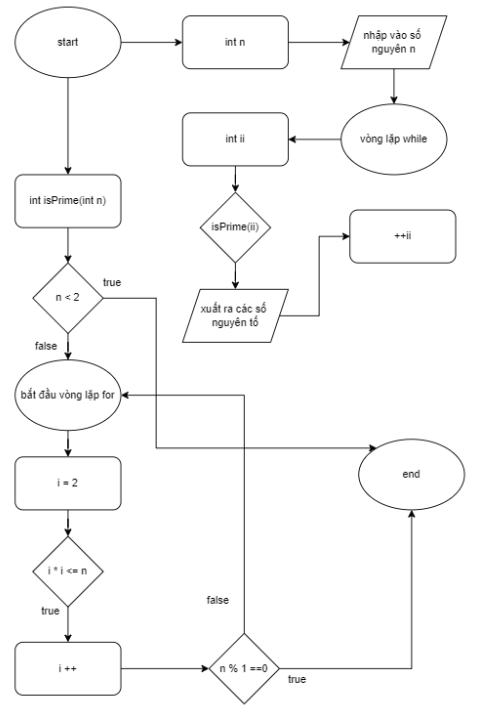 start
int n
nhập vào số
nguyên n
int ii
vòng lặp while
int isPrime(int n)
isPrime(ii)
++ii
n < 2
true
xuất ra các số
nguyên tố
false
bắt đầu vòng lặp for
i = 2
end
i * i <= n
true
false
i ++
n % 1 ==0
true